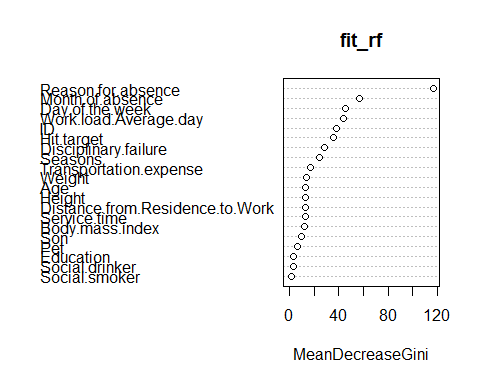 fit_rf
Reason.for.absence
Month.of.absence
Day.of.the.week
Work.load.Average.day
ID
Hit.target
Disciplinary.failure
Seasons
Transportation.expense
Weight
Age
Height
Distance.from.Residence.to.Work
Service.time
Body.mass.index
Son
Pet
Education
Social.drinker
Social.smoker
0 40 80 120
MeanDecreaseGini